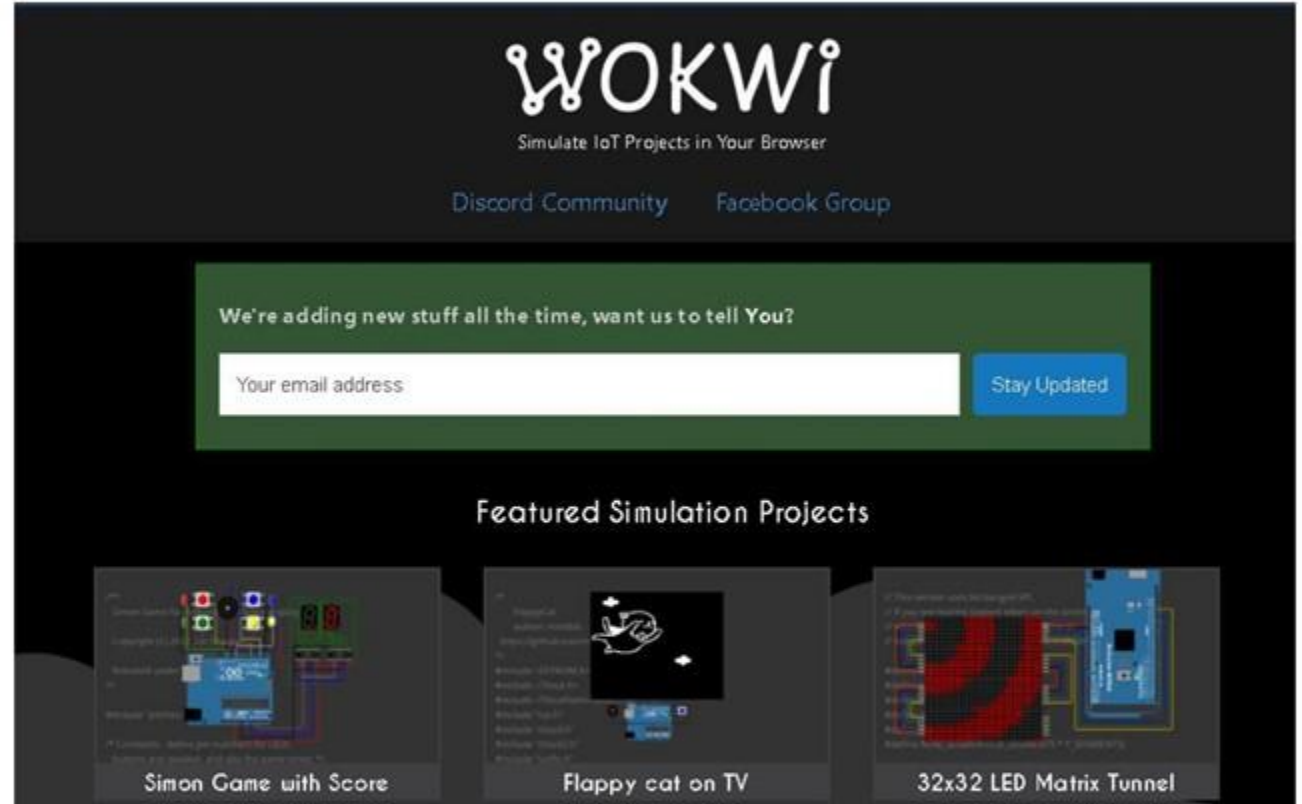 WOKWi
Simulate IoT Projects in Your Browser
Discord Community Facebook Group
We're adding new stuff all the time, want us to tell You?
Your email address
Stay Updated
Featured Simulation Projects
Simon Game with Score
Flappy cat on TV
32x32 LED Matrix Tunnel